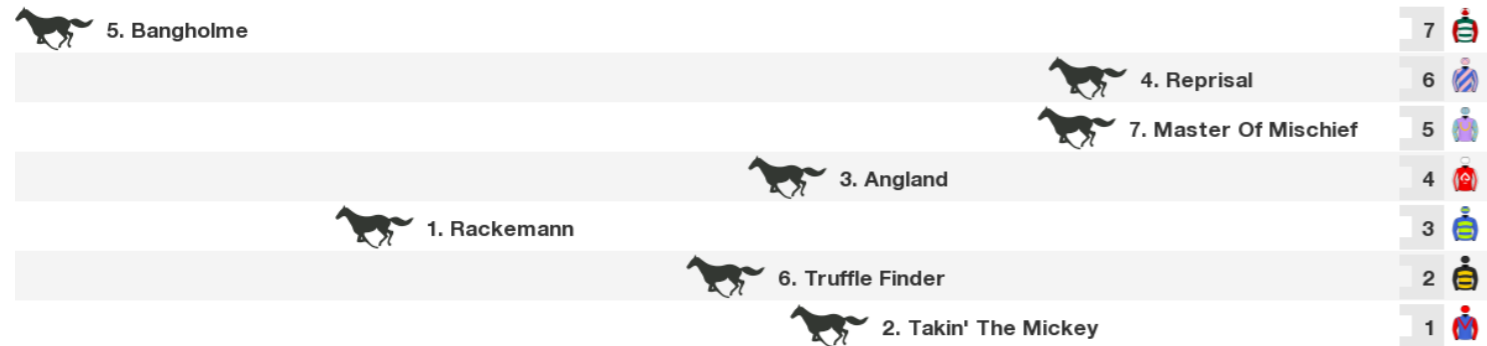 5. Bangholme 7
4. Reprisal 6
7. Master Of Mischief 5
3. Angland 4
1. Rackemann 3
6. Truffle Finder 2
2. Takin' The Mickey 1